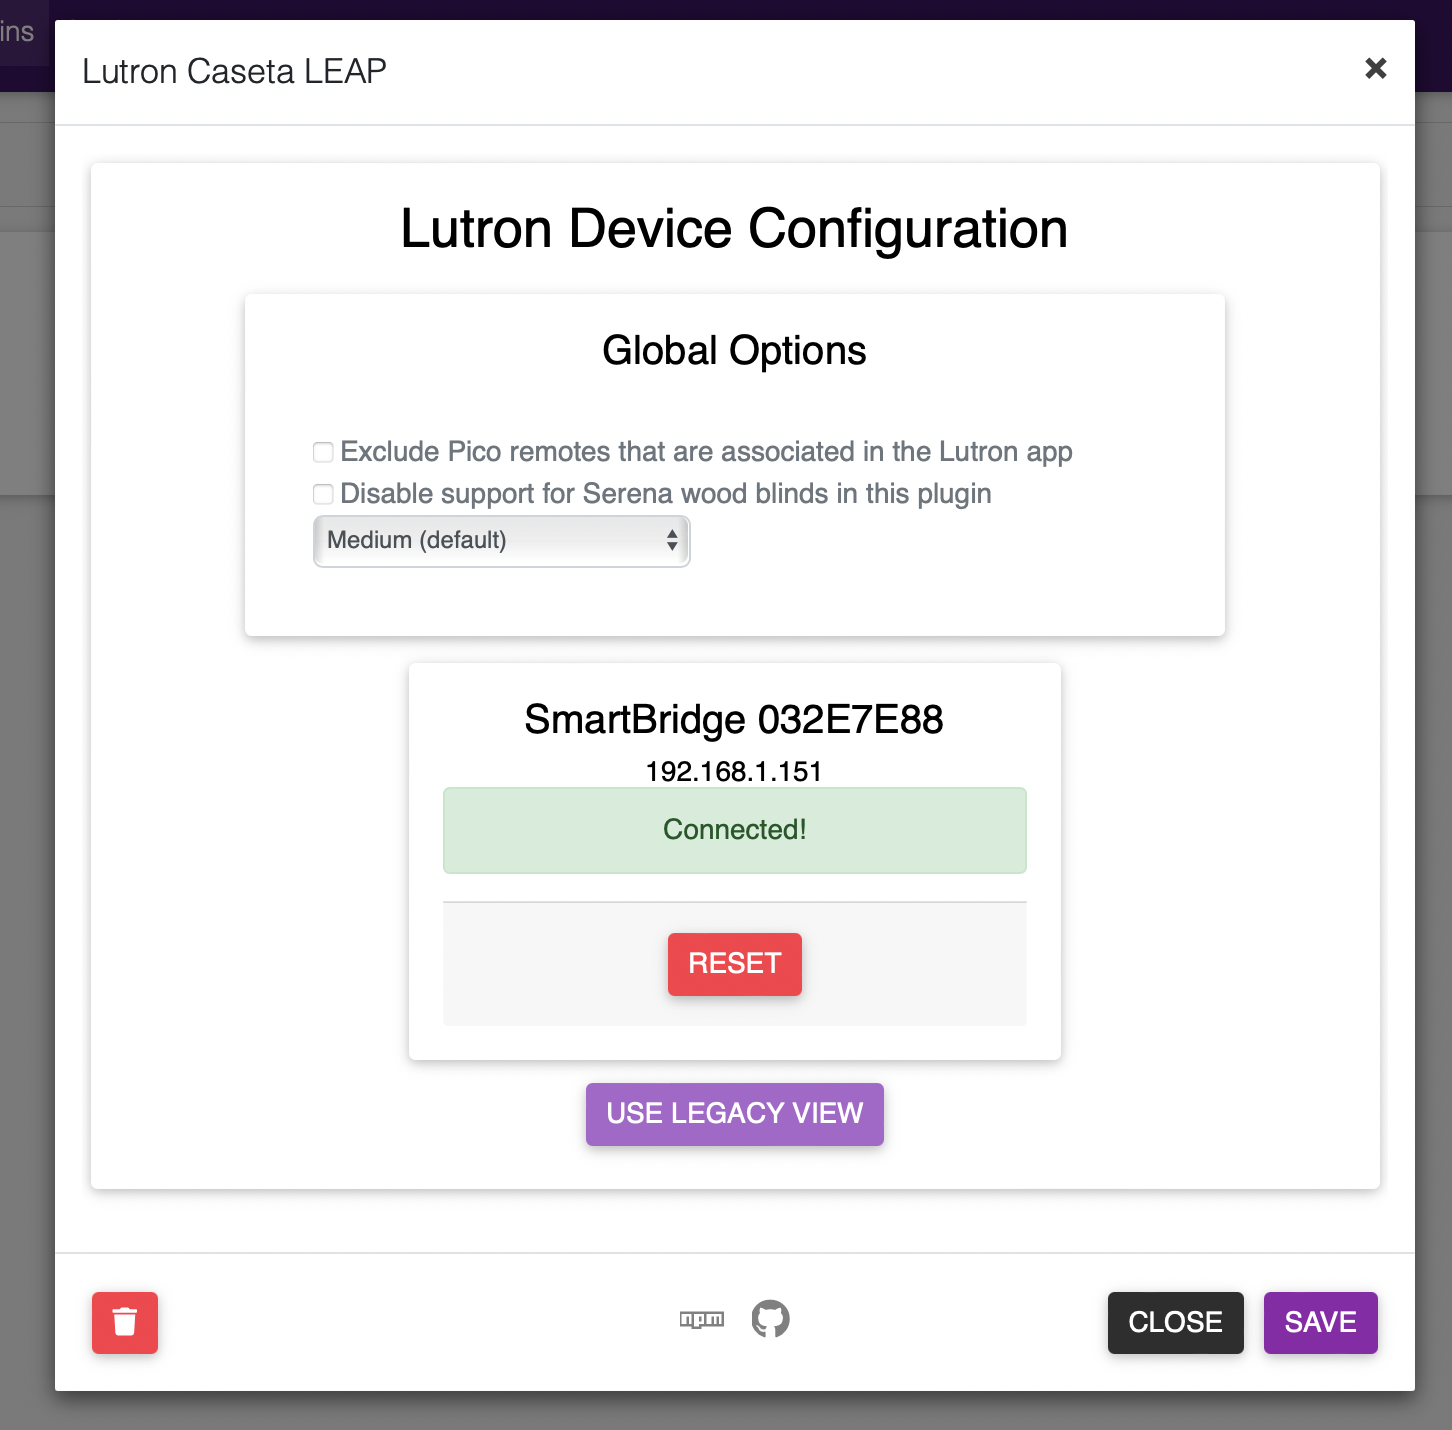 ins
Lutron Caseta LEAP
Lutron Device Configuration
Global Options
Exclude Pico remotes that are associated in the Lutron app
Disable support for Serena wood blinds in this plugin
Medium (default)
SmartBridge 032E7E88
192.168.1.151
Connected!
RESET
USE LEGACY VIEW
npm
CLOSE
SAVE